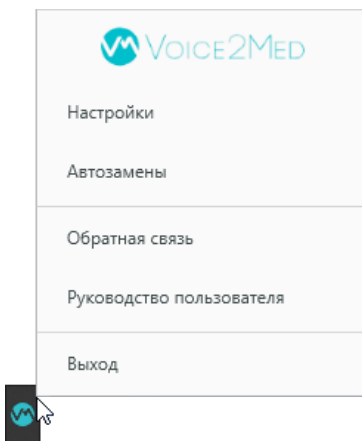 VOICE2MED
Настройки
Автозамены
Обратная связь
Руководство пользователя
Выход